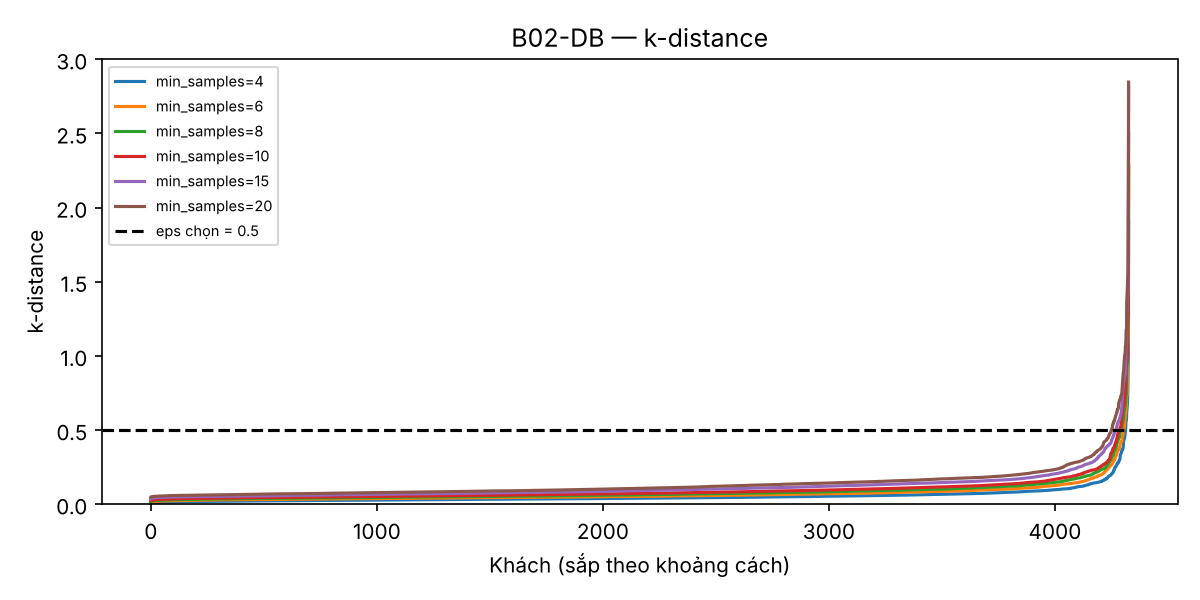 B02-DB — k-distance
3.0
2.5
2.0
1.5
1.0
0.5
0.0
k-distance
min_samples=4
min_samples=6
min_samples=8
min_samples=10
min_samples=15
min_samples=20
eps chọn = 0.5
0 1000 2000 3000 4000
Khách (sắp theo khoảng cách)